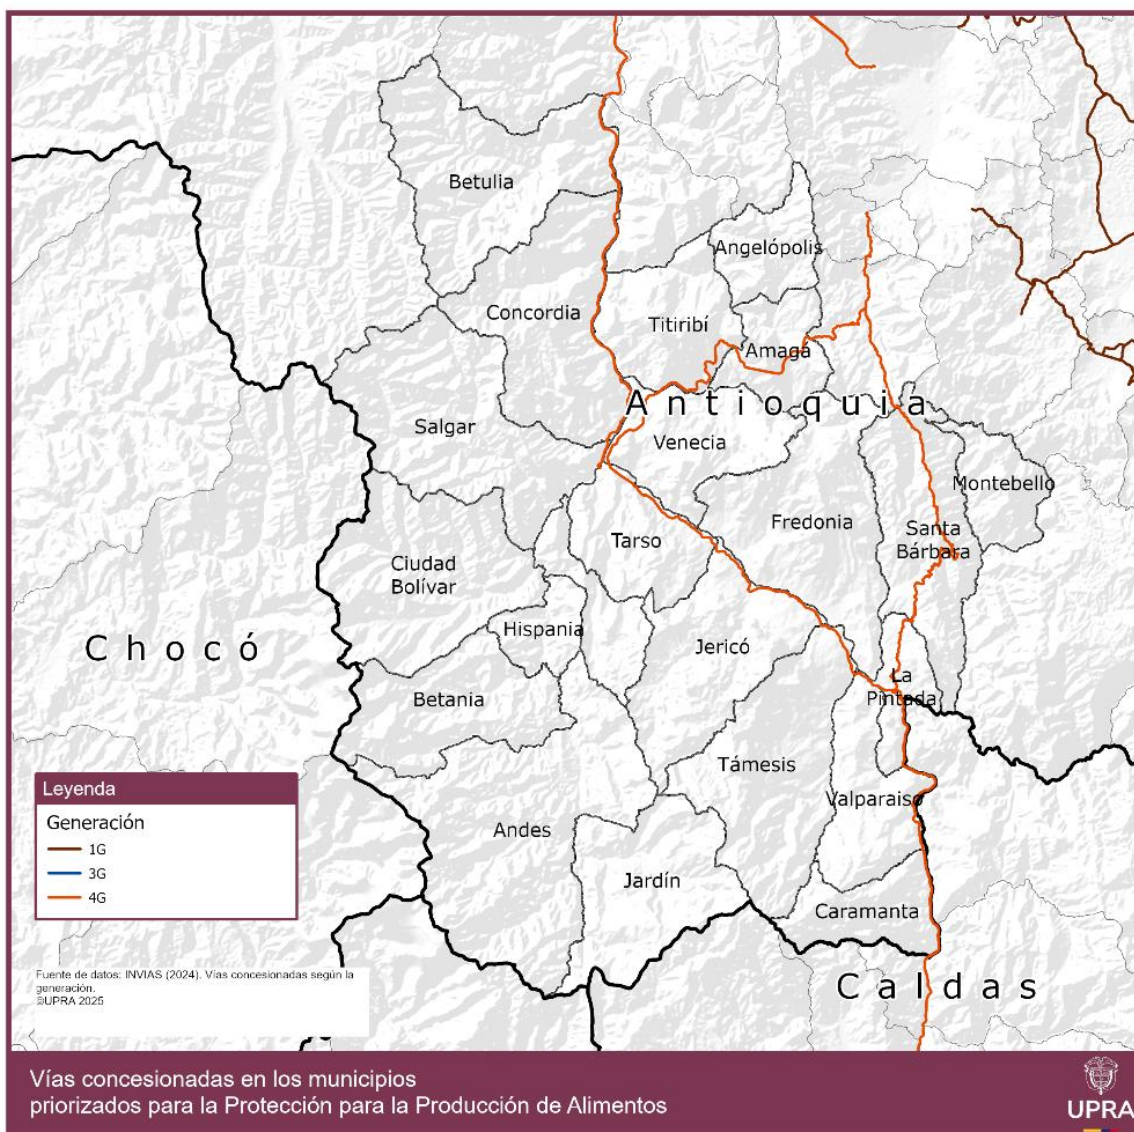 Betulia
Angelópolis
Concordia
Titiribí
Amagá
Antioquia
Salgar
Venecia
Montebello
Fredonia
Santa
Bárbara
Tarso
Ciudad
Bolívar
Hispania
Chocó
Jericó
La
Pintada
Betania
Támesis
Valparaiso
Andes
Jardín
Caramanta
Caldas
Leyenda
Generación
1G
3G
4G
Fuente de datos: INVIAS (2024). Vías concesionadas según la
generación.
©UPRA 2025
Vías concesionadas en los municipios
priorizados para la Protección para la Producción de Alimentos
UPRA